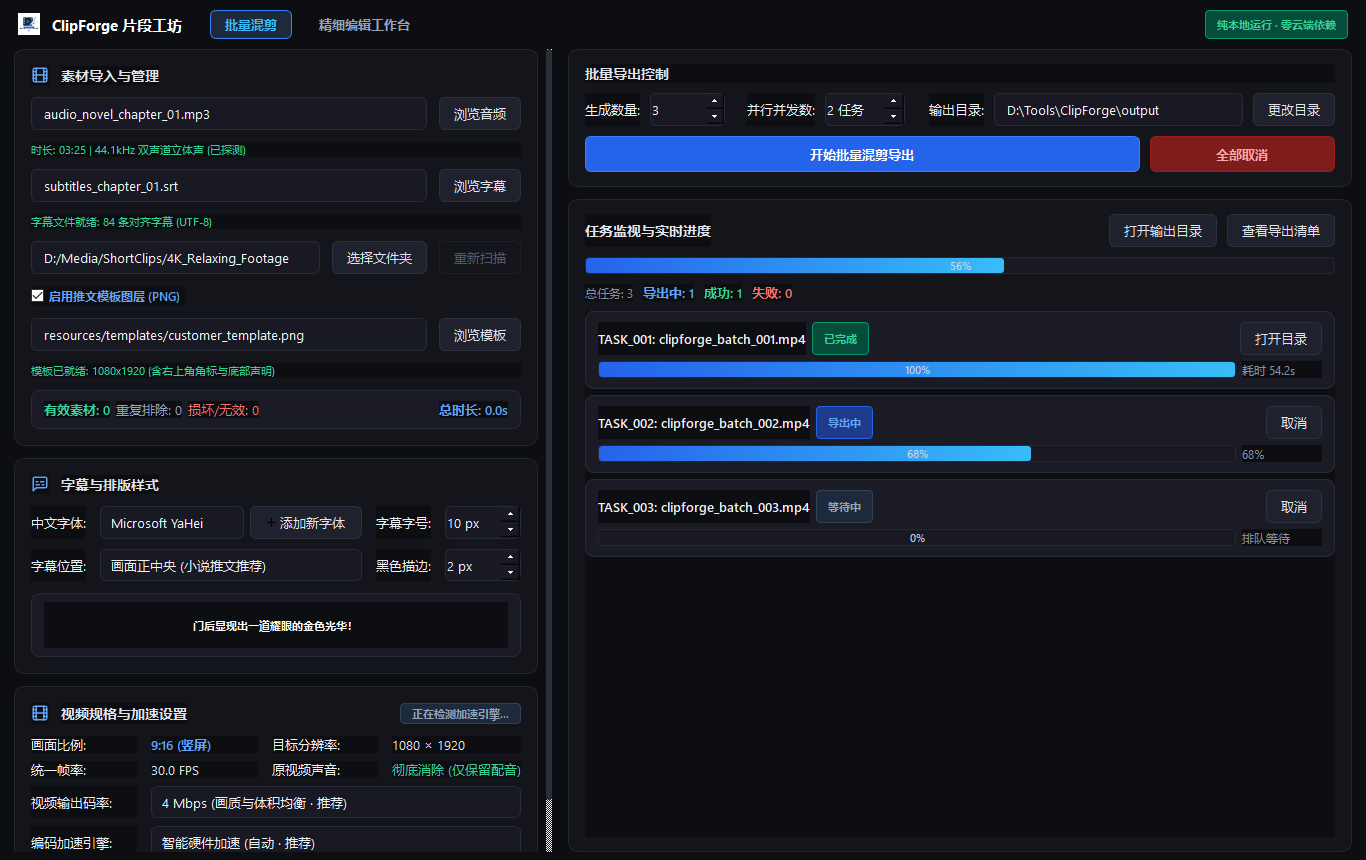 ClipForge 片段工坊
批量混剪
精细编辑工作台
纯本地运行 · 零云端依赖
素材导入与管理
audio_novel_chapter_01.mp3
浏览音频
时长: 03:25 | 44.1kHz 双声道立体声 (已探测)
subtitles_chapter_01.srt
浏览字幕
字幕文件就绪: 84 条对齐字幕 (UTF-8)
D:/Media/ShortClips/4K_Relaxing_Footage
选择文件夹
重新扫描
启用推文模板图层 (PNG)
resources/templates/customer_template.png
浏览模板
模板已就绪: 1080x1920 (含右上角角标与底部声明)
有效素材: 0 重复排除: 0 损坏/无效: 0
总时长: 0.0s
字幕与排版样式
中文字体:
Microsoft YaHei
+ 添加新字体
字幕字号:
10 px
字幕位置:
画面正中央 (小说推文推荐)
黑色描边:
2 px
门后显现出一道耀眼的金色光华!
视频规格与加速设置
正在检测加速引擎...
画面比例:
9:16 (竖屏)
目标分辨率:
1080 × 1920
统一帧率:
30.0 FPS
原视频声音:
彻底消除 (仅保留配音)
视频输出码率:
4 Mbps (画质与体积均衡 · 推荐)
编码加速引擎:
智能硬件加速 (自动 · 推荐)
批量导出控制
生成数量:
3
并行并发数:
2 任务
输出目录:
D:\Tools\ClipForge\output
更改目录
开始批量混剪导出
全部取消
任务监视与实时进度
打开输出目录
查看导出清单
56%
总任务: 3 导出中: 1 成功: 1 失败: 0
TASK_001: clipforge_batch_001.mp4
已完成
打开目录
100%
耗时 54.2s
TASK_002: clipforge_batch_002.mp4
导出中
取消
68%
68%
TASK_003: clipforge_batch_003.mp4
等待中
取消
0%
排队等待